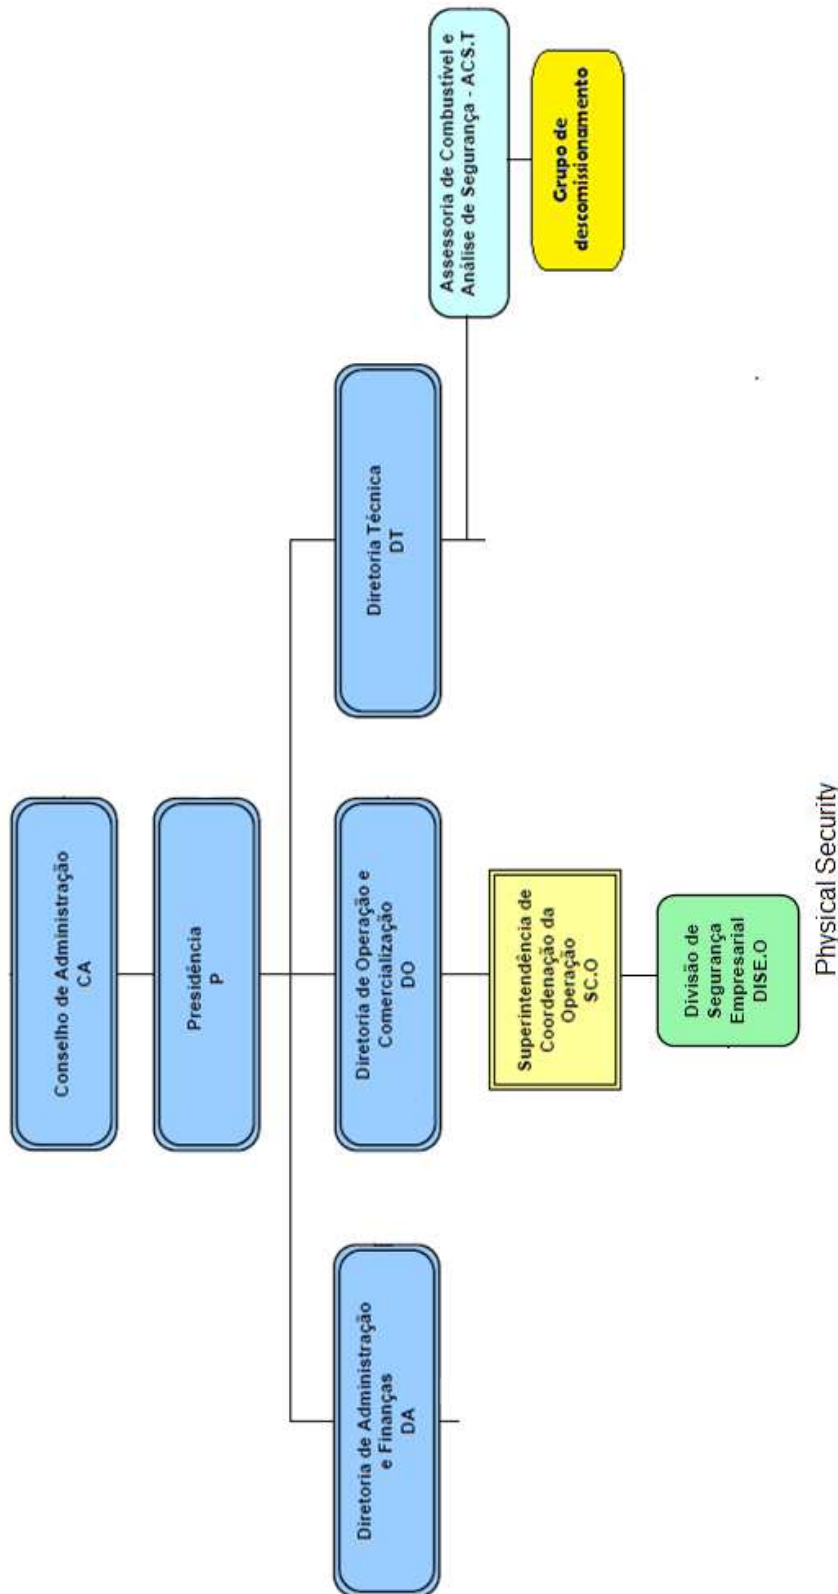 Conselho de Administração
CA
Presidência
P
Diretoria de Administração
e Finanças
DA
Diretoria de Operação e
Comercialização
DO
Diretoria Técnica
DT
Superintendência de
Coordenação da
Operação
SC.O
Divisão de
Segurança
Empresarial
DISE.O
Assessoria de Combustível e
Análise de Segurança - ACS.T
Grupo de
descomissionamento
Physical Security